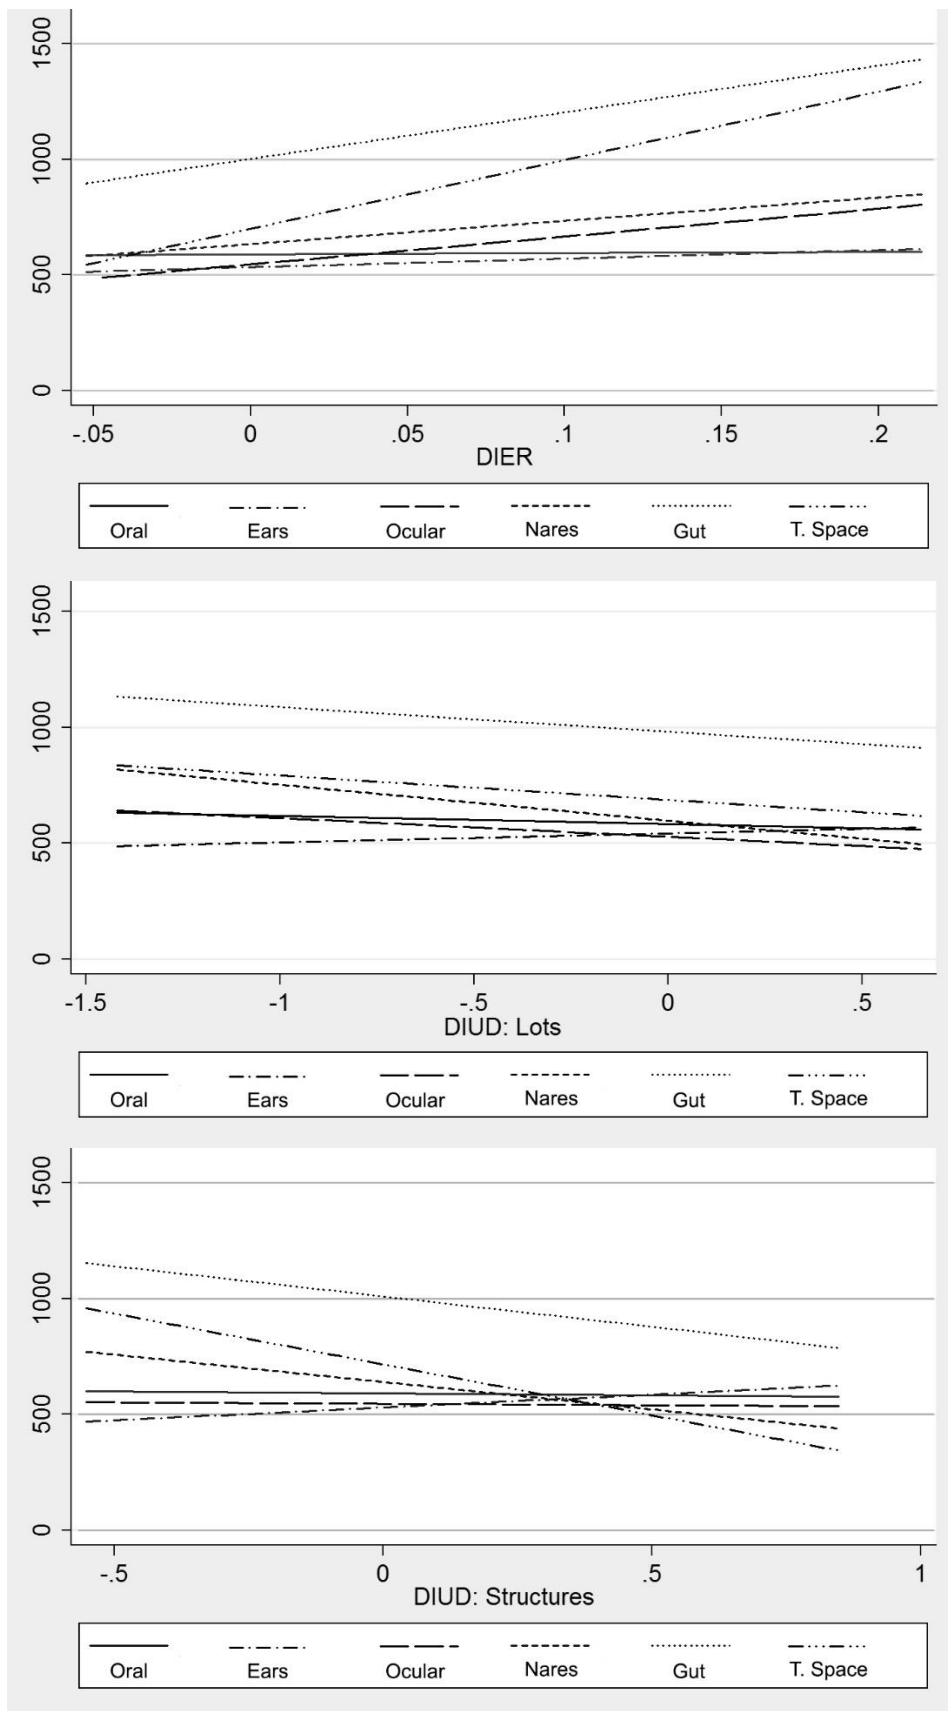 1500
1000
500
0
-.05 0 .05 .1 .15 .2
DIER
Oral Ears Ocular Nares Gut T. Space
1500
1000
500
0
-1.5 -1 -.5 0 .5
DIUD: Lots
Oral Ears Ocular Nares Gut T. Space
1500
1000
500
0
-.5 0 .5 1
DIUD: Structures
Oral Ears Ocular Nares Gut T. Space